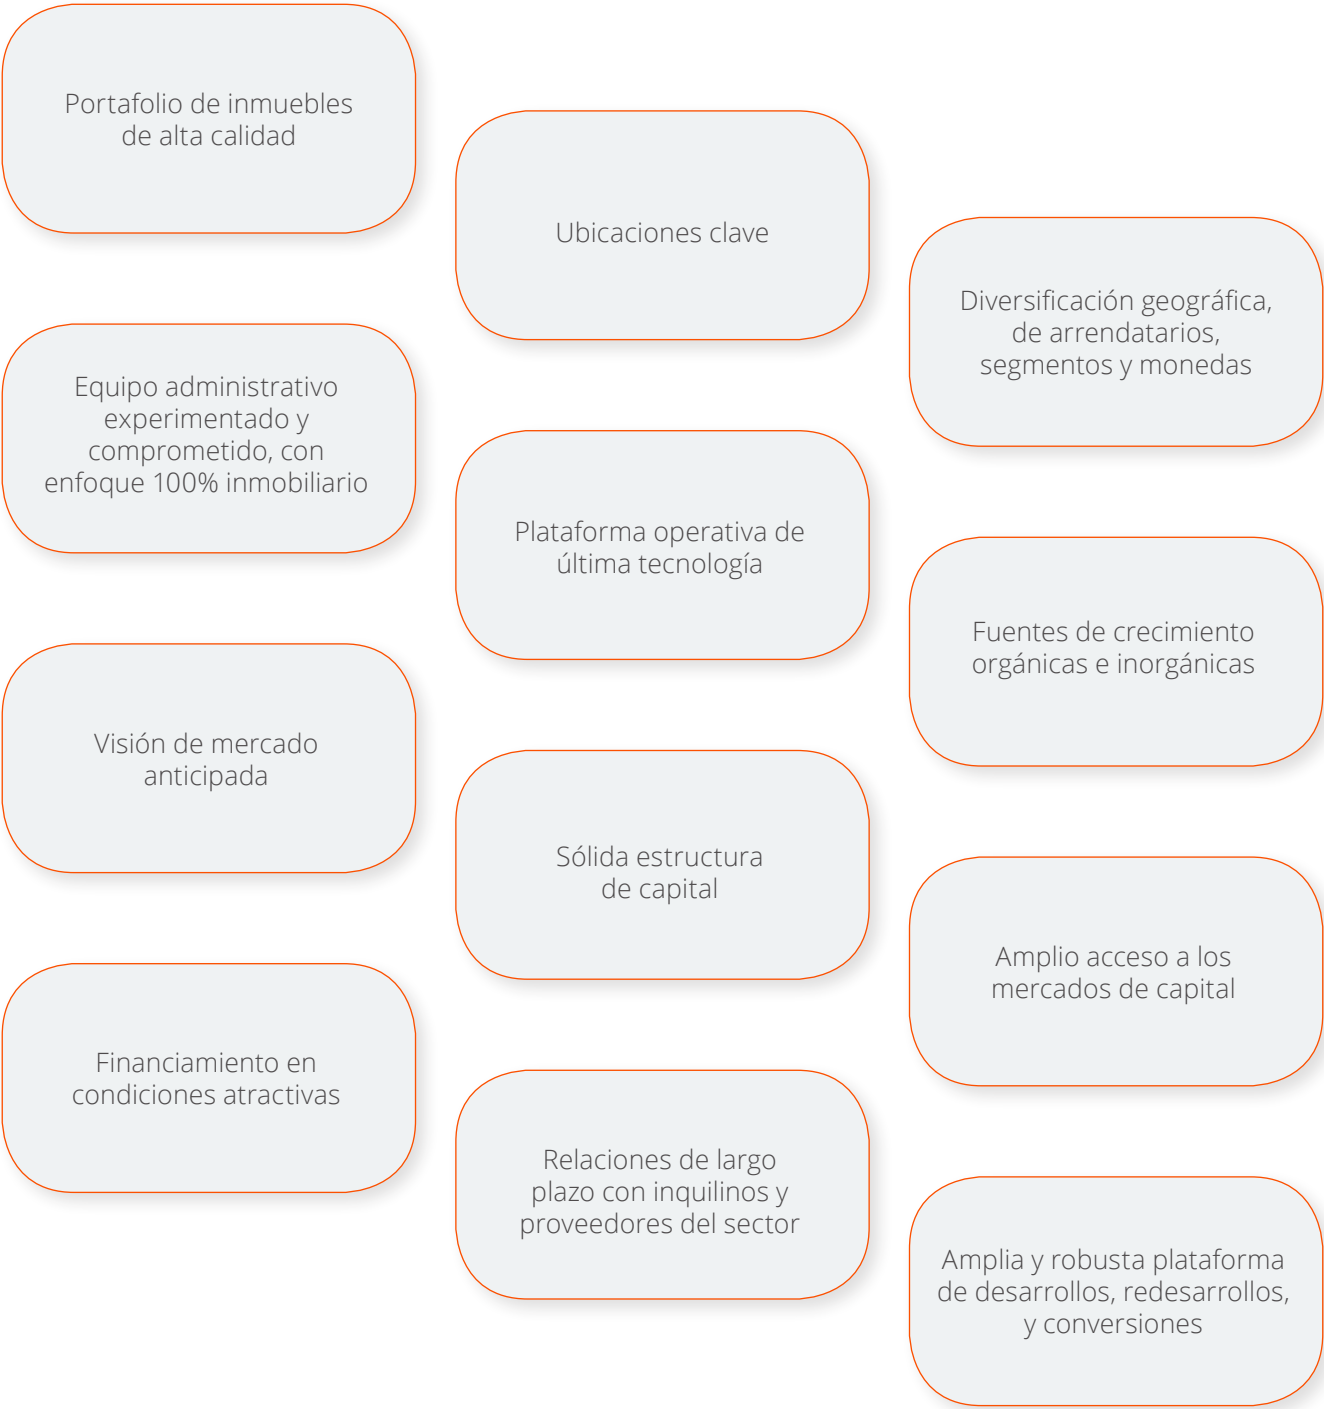 Portafolio de inmuebles
de alta calidad
Ubicaciones clave
Diversificación geográfica,
de arrendatarios,
segmentos y monedas
Equipo administrativo
experimentado y
comprometido, con
enfoque 100% inmobiliario
Plataforma operativa de
última tecnología
Fuentes de crecimiento
orgánicas e inorgánicas
Visión de mercado
anticipada
Sólida estructura
de capital
Amplio acceso a los
mercados de capital
Financiamiento en
condiciones atractivas
Relaciones de largo
plazo con inquilinos y
proveedores del sector
Amplia y robusta plataforma
de desarrollos, redesarrollos,
y conversiones